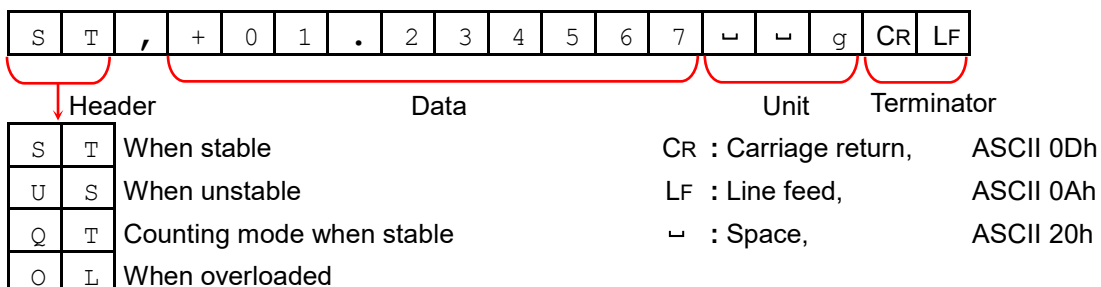 S T , + 0 1 . 2 3 4 5 6 7 ␣ ␣ g CR LF
Header Data Unit Terminator
S T When stable CR : Carriage return, ASCII 0Dh
U S When unstable LF : Line feed, ASCII 0Ah
Q T Counting mode when stable ␣ : Space, ASCII 20h
O L When overloaded